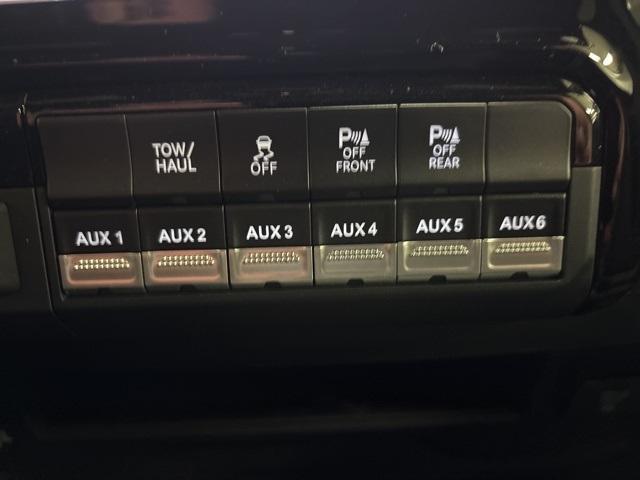 TOW/
HAUL
OFF
P
OFF
FRONT
P
OFF
REAR
AUX 1
AUX 2
AUX 3
AUX 4
AUX 5
AUX 6